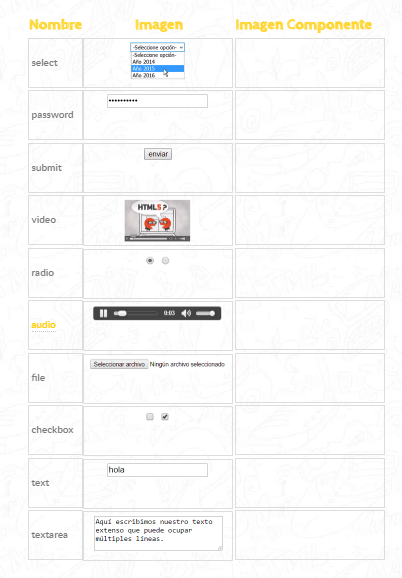 Nombre Imagen Imagen Componente
select
-Seleccione opción-
-Seleccione opción-
Año 2014
Año 2015
Año 2016
password
••••••••••
submit
enviar
video
HTML5?
radio
audio
0:03
file
Seleccionar archivo Ningún archivo seleccionado
checkbox
text
hola
textarea
Aquí escribimos nuestro texto
extenso que puede ocupar
múltiples líneas.